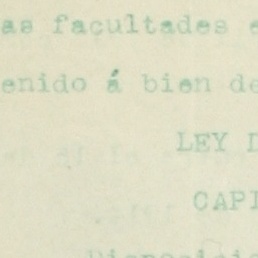 as facultades
enido á bien de
LEY D
CAPI